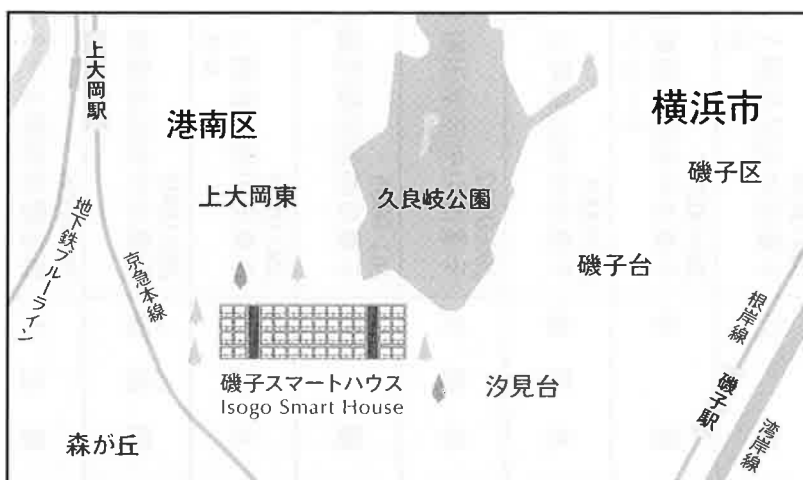 上大岡駅
港南区
横浜市
磯子区
上大岡東
久良岐公園
磯子台
地下鉄ブルーライン
京急本線
根岸線
磯子スマートハウス
Isogo Smart House
汐見台
磯子駅
湾岸線
森が丘